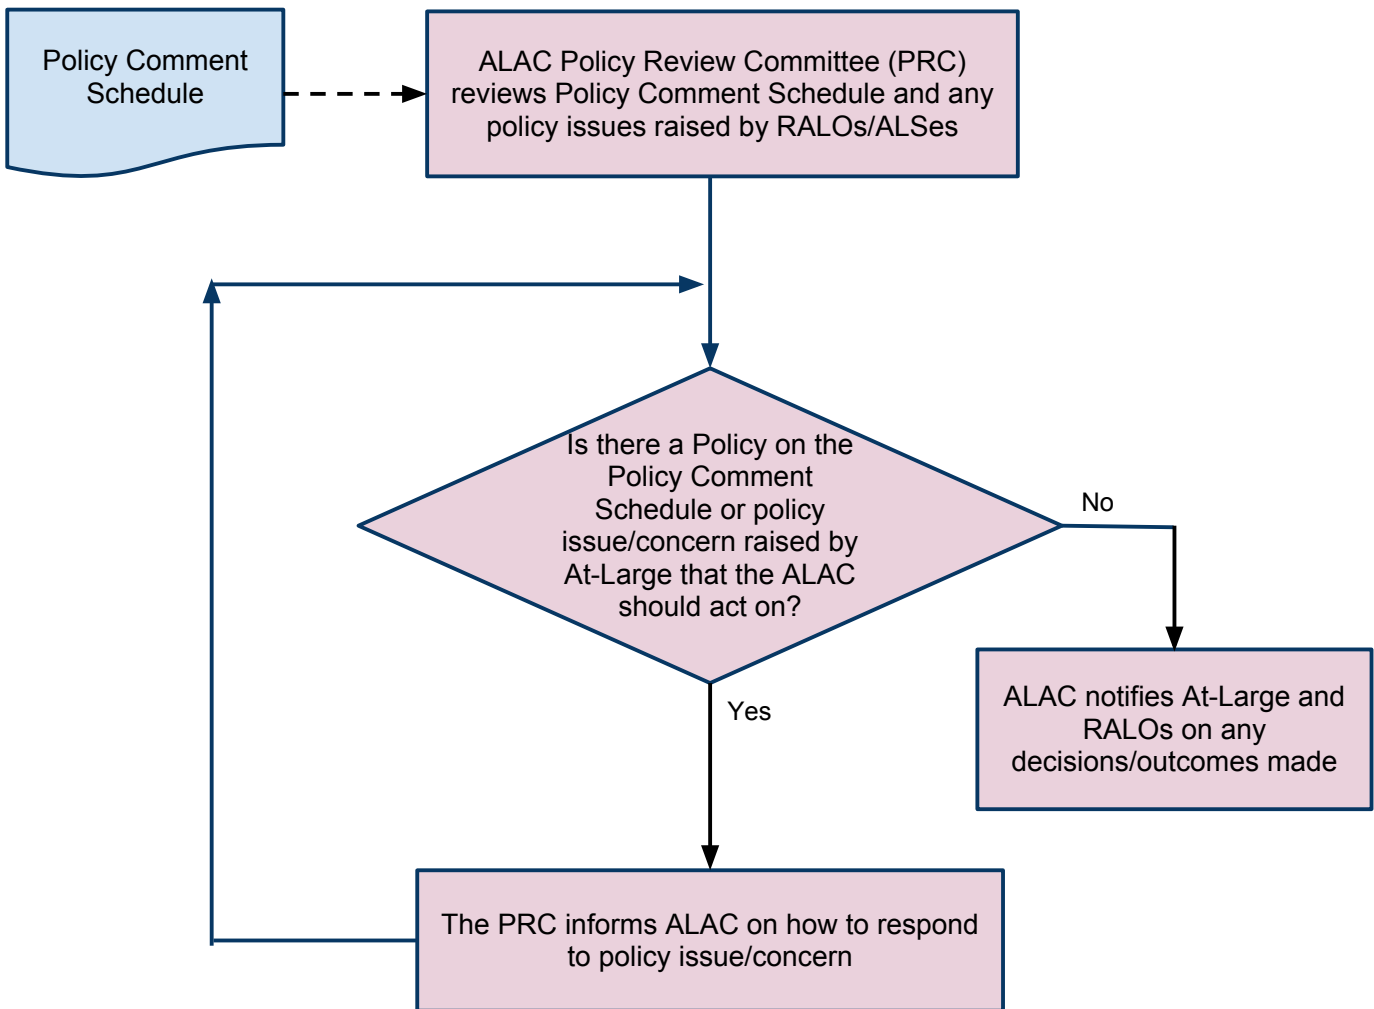 Policy Comment
Schedule
ALAC Policy Review Committee (PRC)
reviews Policy Comment Schedule and any
policy issues raised by RALOs/ALSes
Is there a Policy on the
Policy Comment
Schedule or policy
issue/concern raised by
At-Large that the ALAC
should act on?
No
Yes
ALAC notifies At-Large and
RALOs on any
decisions/outcomes made
The PRC informs ALAC on how to respond
to policy issue/concern